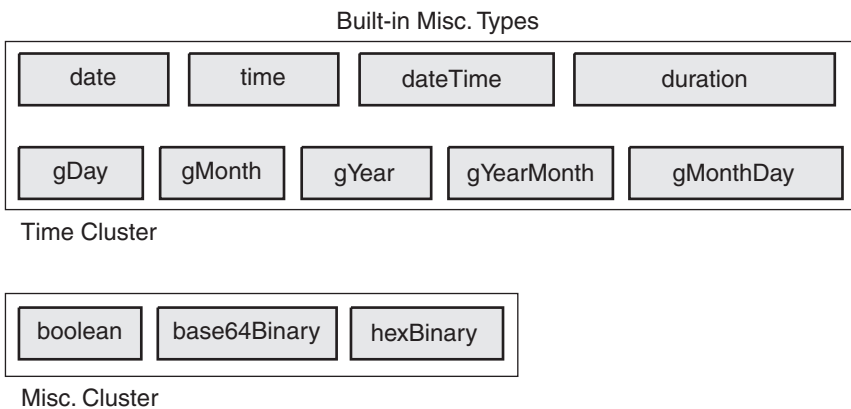 Built-in Misc. Types
date time dateTime duration
gDay gMonth gYear gYearMonth gMonthDay
Time Cluster
boolean base64Binary hexBinary
Misc. Cluster